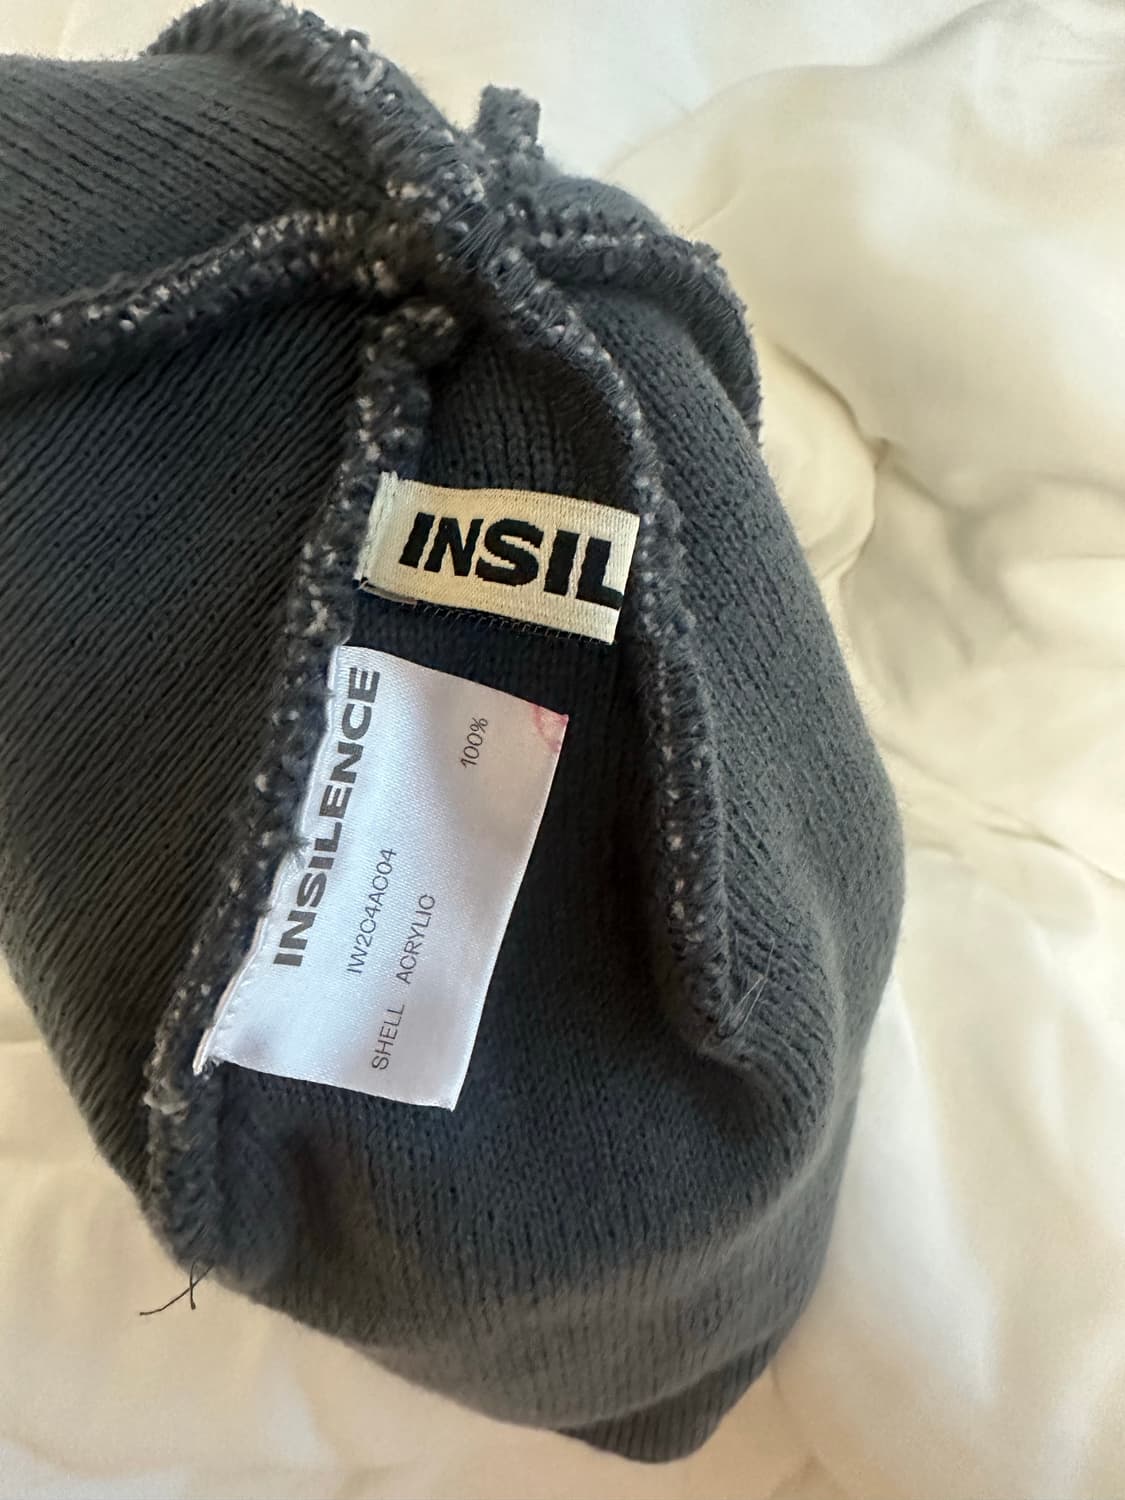 INSIL
INSILENCE
IW2C4AC04
SHELL ACRYLIC 100%